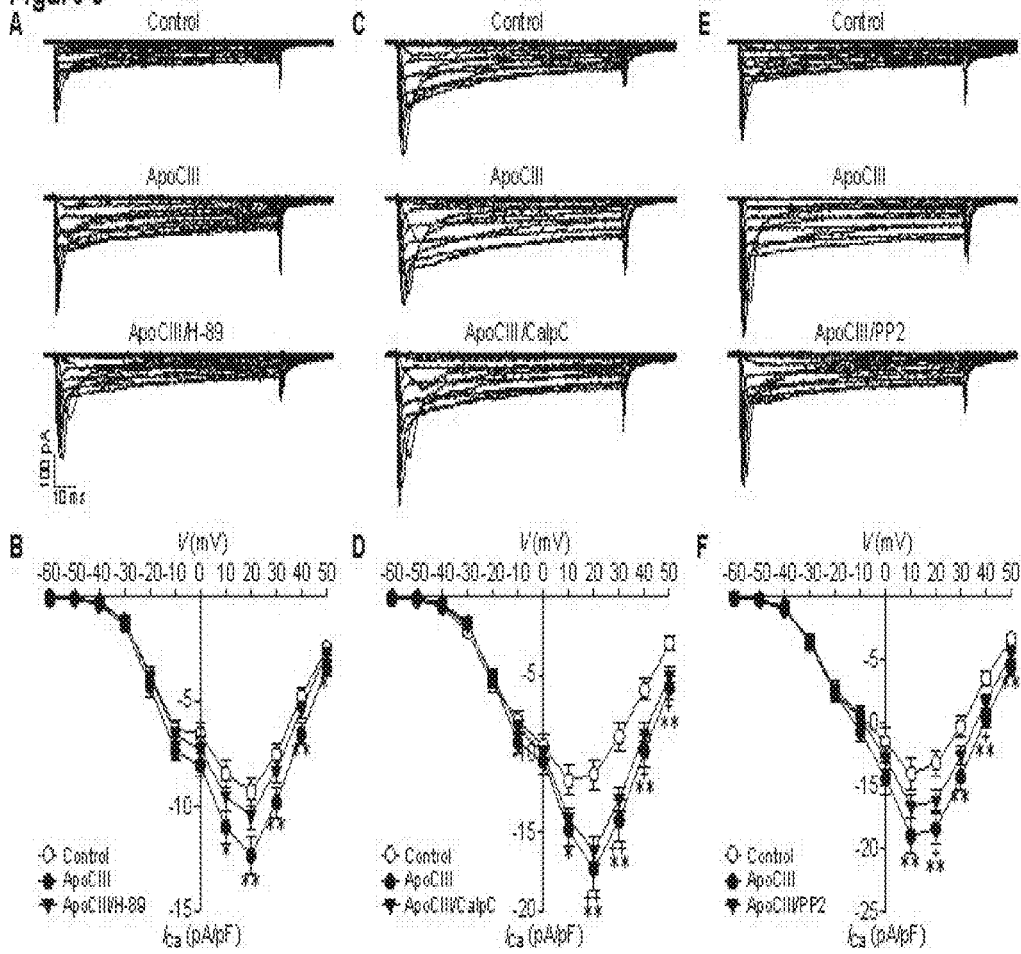 A
Control
C
Control
E
Control
ApoCIII
ApoCIII
ApoCIII
ApoCIII/H-89
ApoCIII/CalpC
ApoCIII/PP2
100 pA
10 ms
B
V (mV)
-60 -50 -40 -30 -20 -10 0 10 20 30 40 50
-5
-10
-15
Control
ApoCIII
ApoCIII/H-89
ICa (pA/pF)
D
V (mV)
-60 -50 -40 -30 -20 -10 0 10 20 30 40 50
-5
-15
-20
Control
ApoCIII
ApoCIII/CalpC
ICa (pA/pF)
F
V (mV)
-60 -50 -40 -30 -20 -10 0 10 20 30 40 50
-5
-15
-20
-25
Control
ApoCIII
ApoCIII/PP2
ICa (pA/pF)